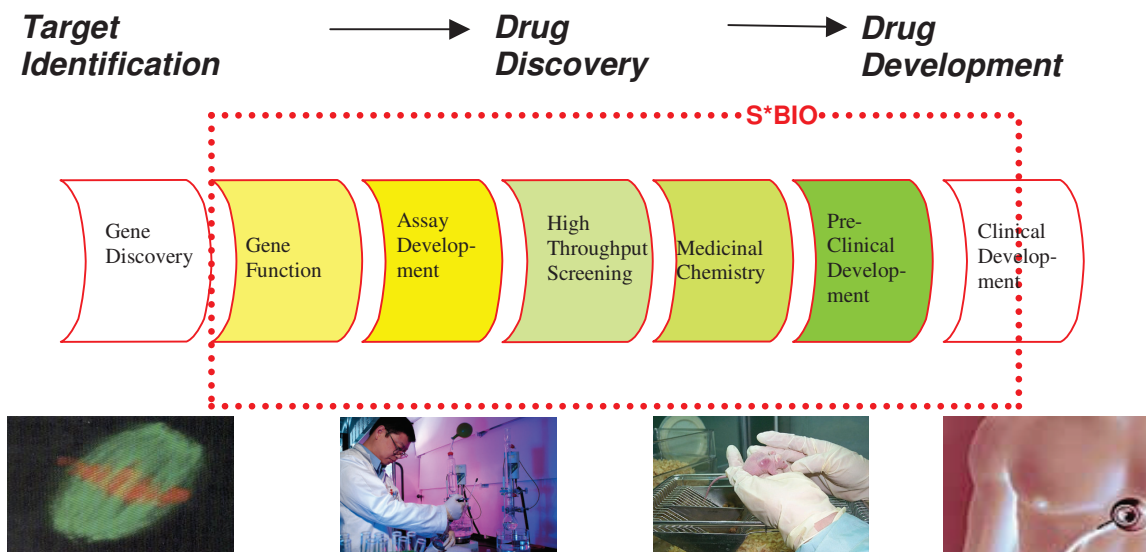 Target
Identification
Drug
Discovery
Drug
Development
S*BIO
Gene
Discovery
Gene
Function
Assay
Develop-
ment
High
Throughput
Screening
Medicinal
Chemistry
Pre-
Clinical
Develop-
ment
Clinical
Develop-
ment